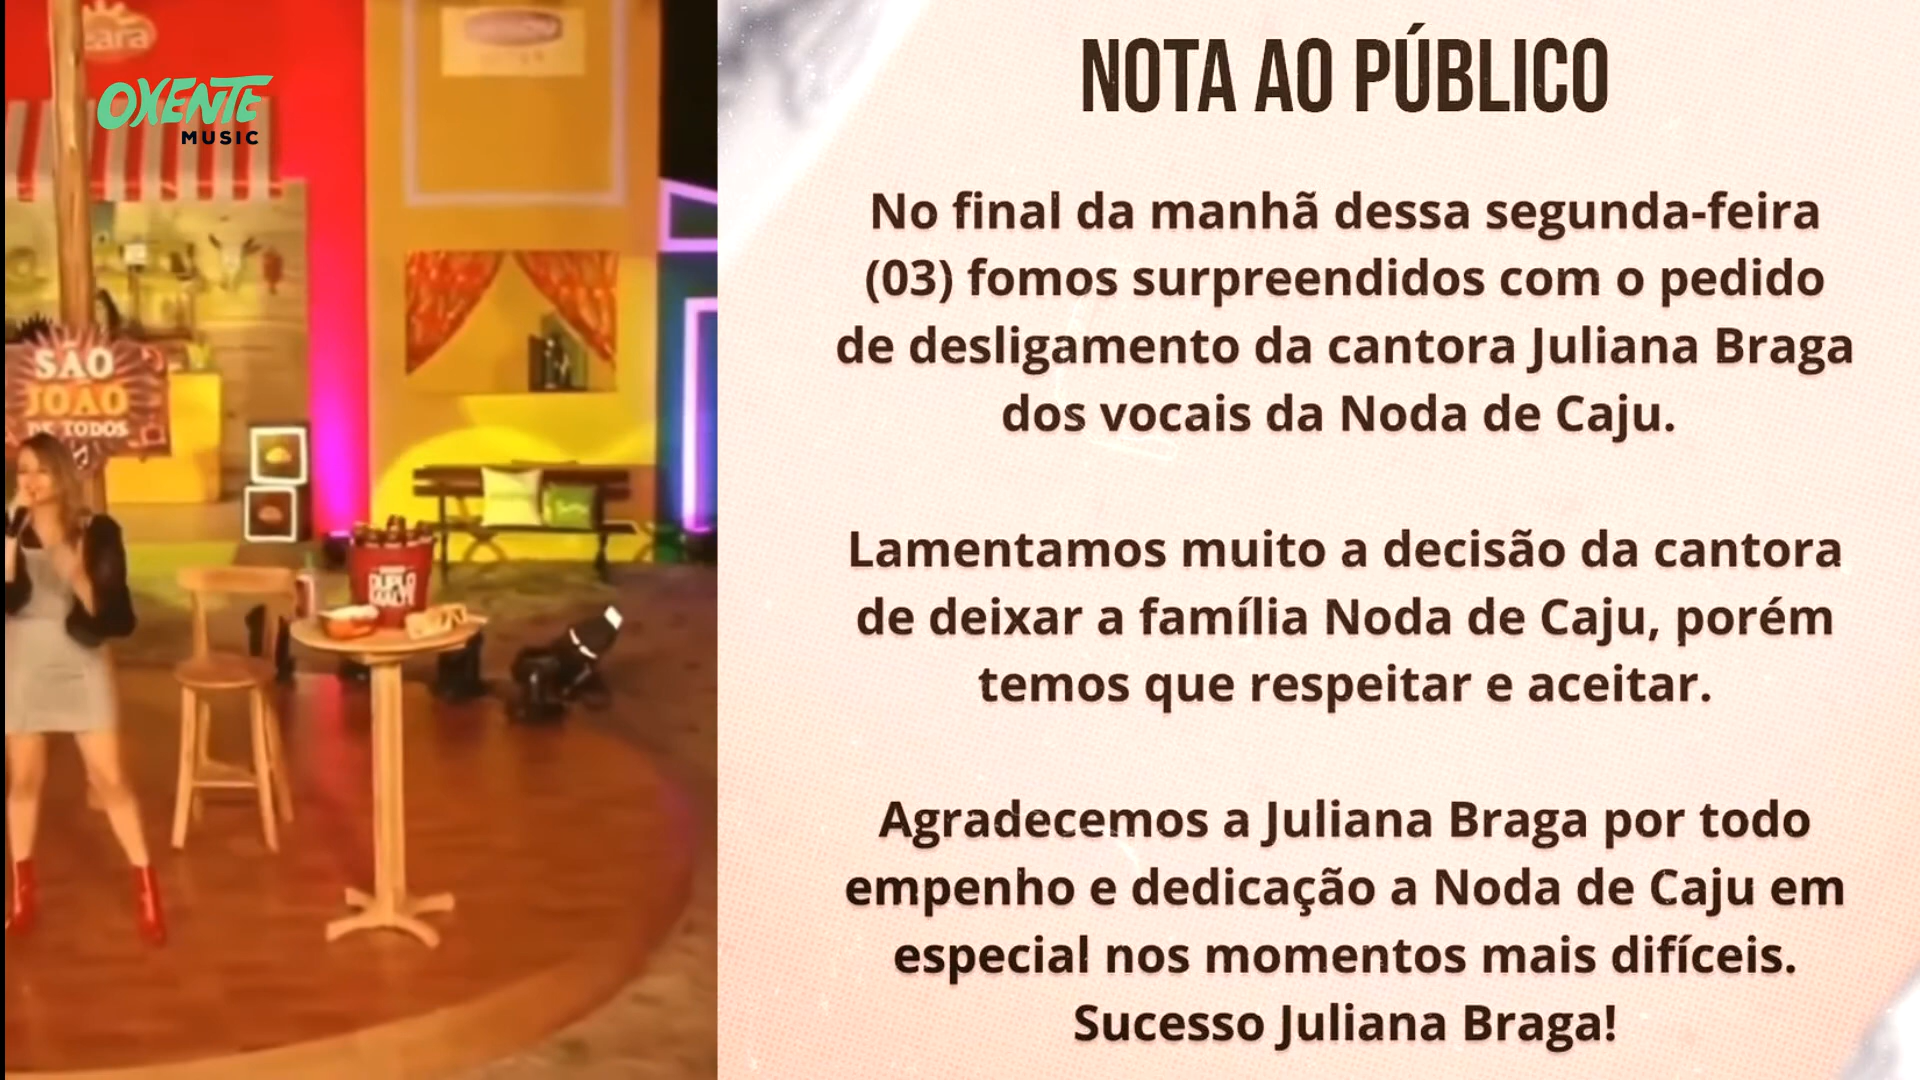 OXENTE
MUSIC
SÃO
JOÃO
DE TODOS
DUPLO
NOTA AO PÚBLICO
No final da manhã dessa segunda-feira
(03) fomos surpreendidos com o pedido
de desligamento da cantora Juliana Braga
dos vocais da Noda de Caju.
Lamentamos muito a decisão da cantora
de deixar a família Noda de Caju, porém
temos que respeitar e aceitar.
Agradecemos a Juliana Braga por todo
empenho e dedicação a Noda de Caju em
especial nos momentos mais difíceis.
Sucesso Juliana Braga!